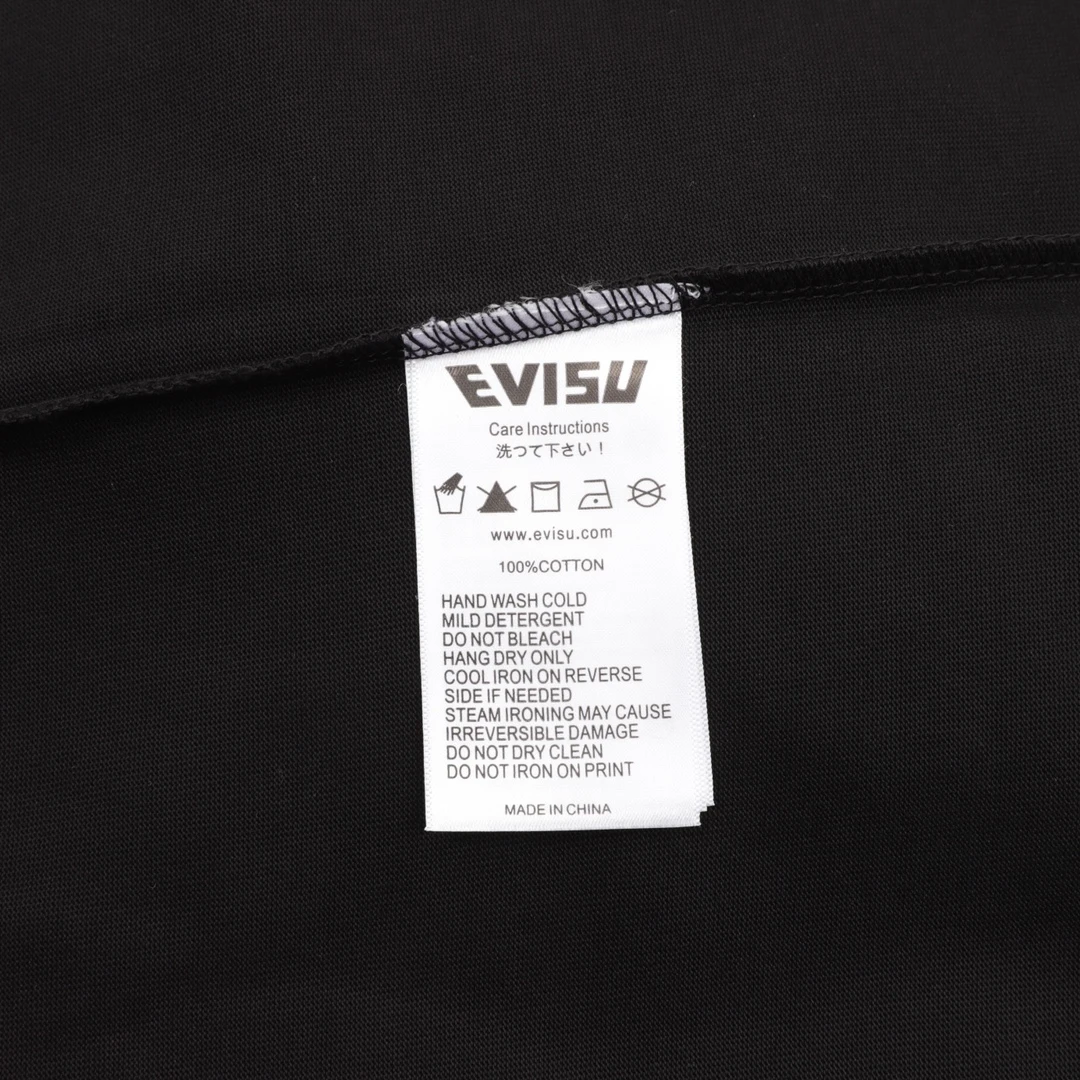 EVISU
Care Instructions
洗つて下さい！
www.evisu.com
100%COTTON
HAND WASH COLD
MILD DETERGENT
DO NOT BLEACH
HANG DRY ONLY
COOL IRON ON REVERSE
SIDE IF NEEDED
STEAM IRONING MAY CAUSE
IRREVERSIBLE DAMAGE
DO NOT DRY CLEAN
DO NOT IRON ON PRINT
MADE IN CHINA